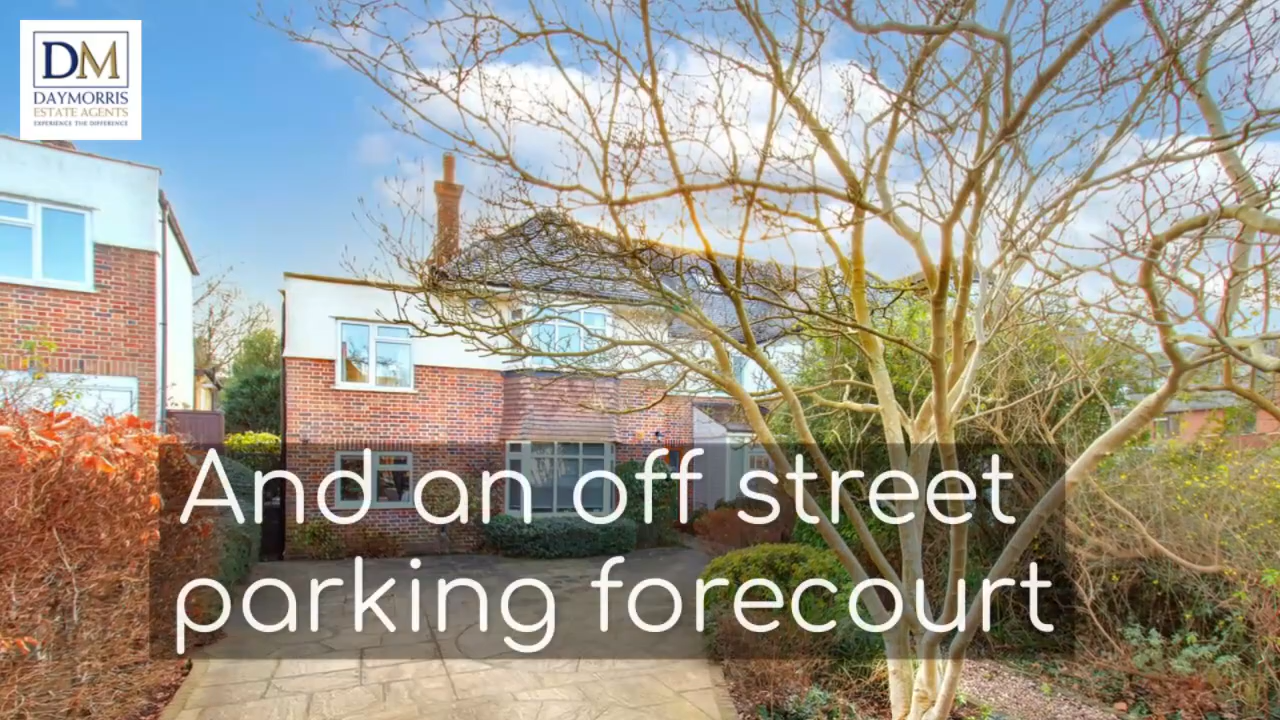 DM
DAYMORRIS
ESTATE AGENTS
EXPERIENCE THE DIFFERENCE
And an off street
parking forecourt